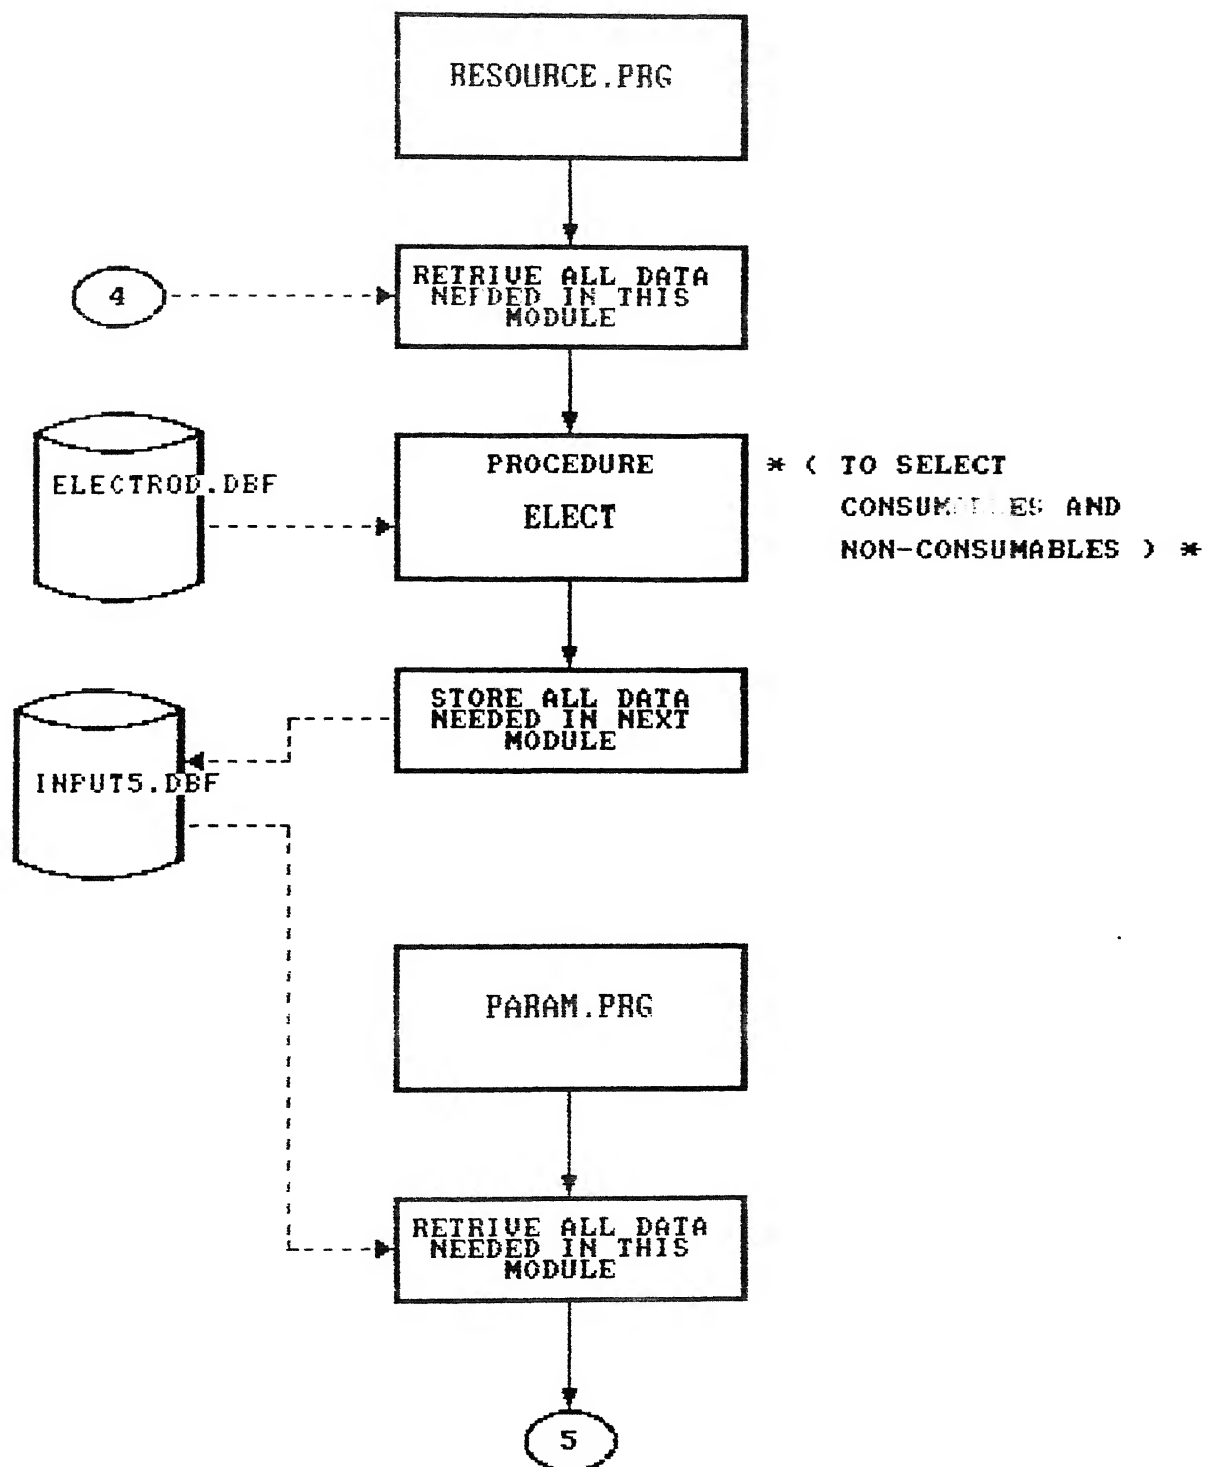 RESOURCE.PRG
4
RETRIVE ALL DATA
NEEDED IN THIS
MODULE
ELECTROD.DBF
PROCEDURE
ELECT
* ( TO SELECT
AND
NON-CONSUMABLES ) *
STORE ALL DATA
NEEDED IN NEXT
MODULE
INPUT5.DBF
PARAM.PRG
RETRIVE ALL DATA
NEEDED IN THIS
MODULE
5